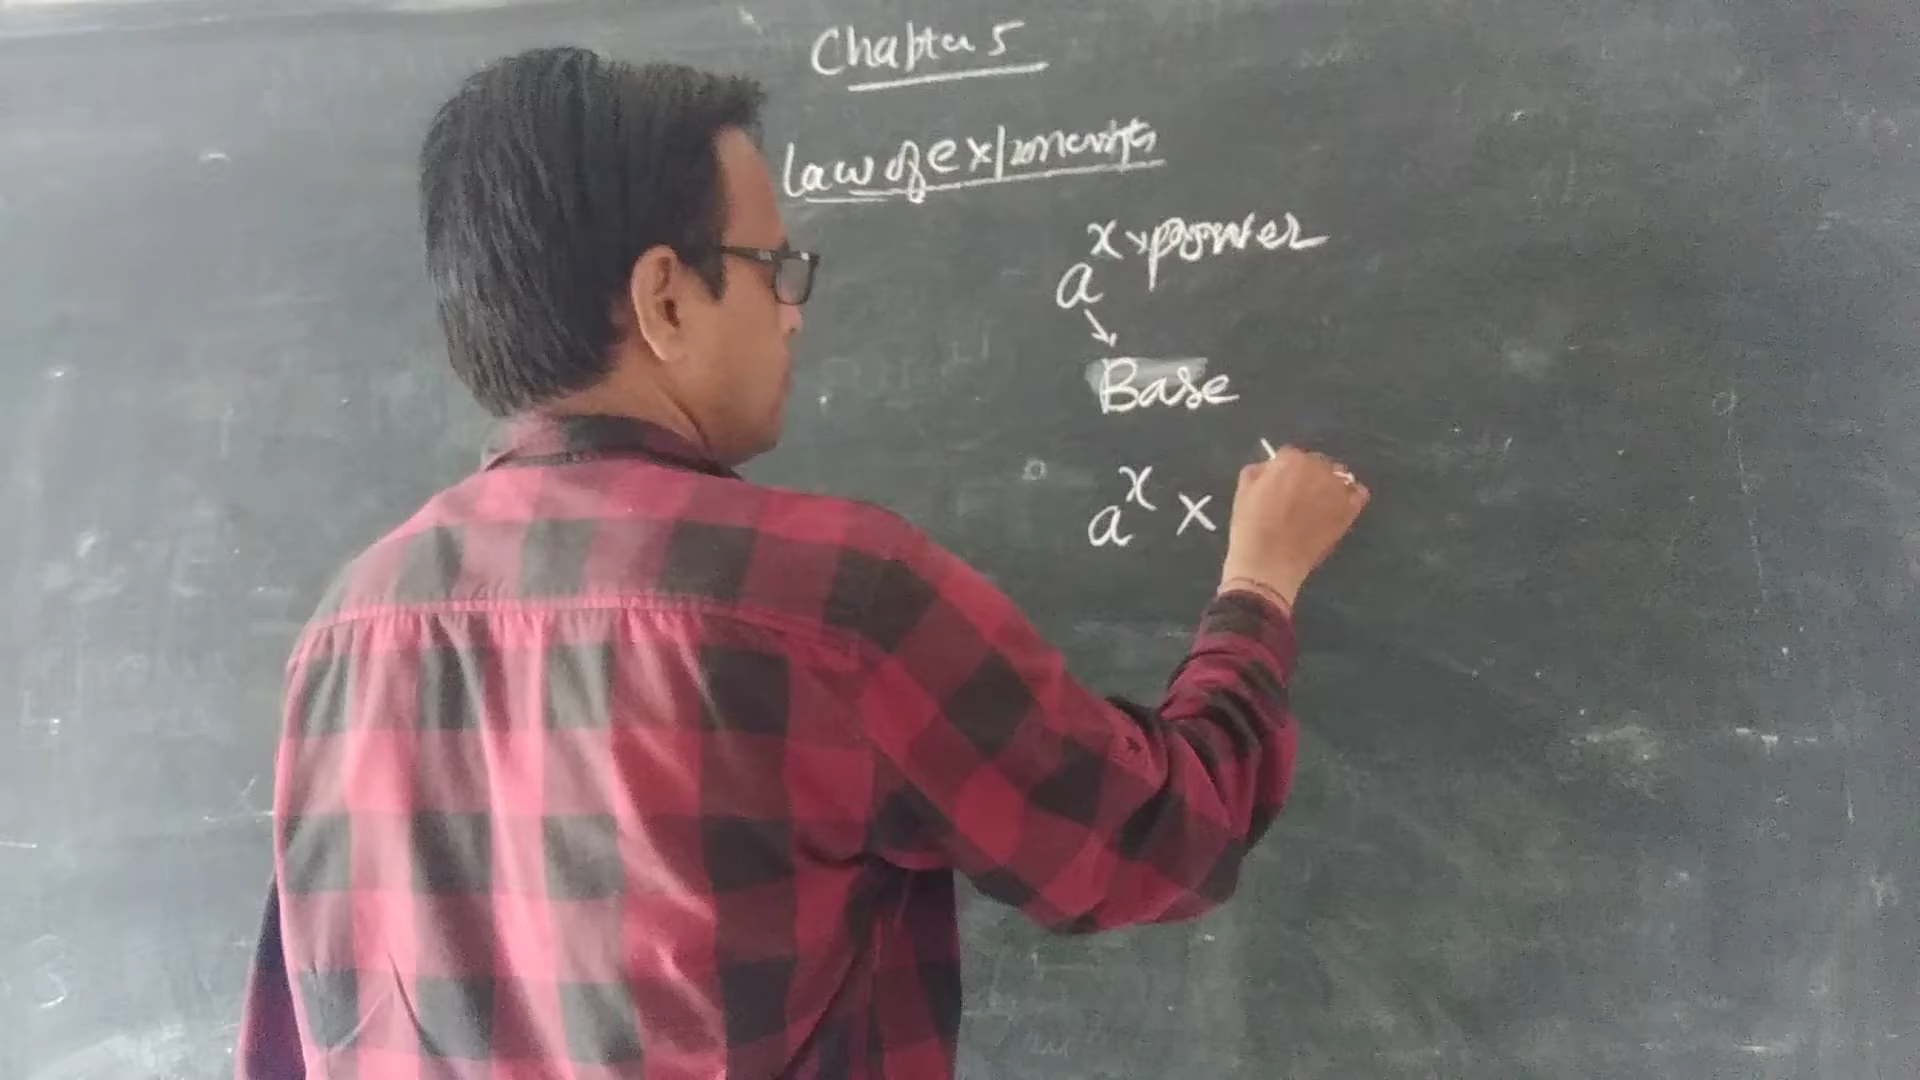 Chapter 5
law of exponents
a^x → power
↓
Base
a^x ×